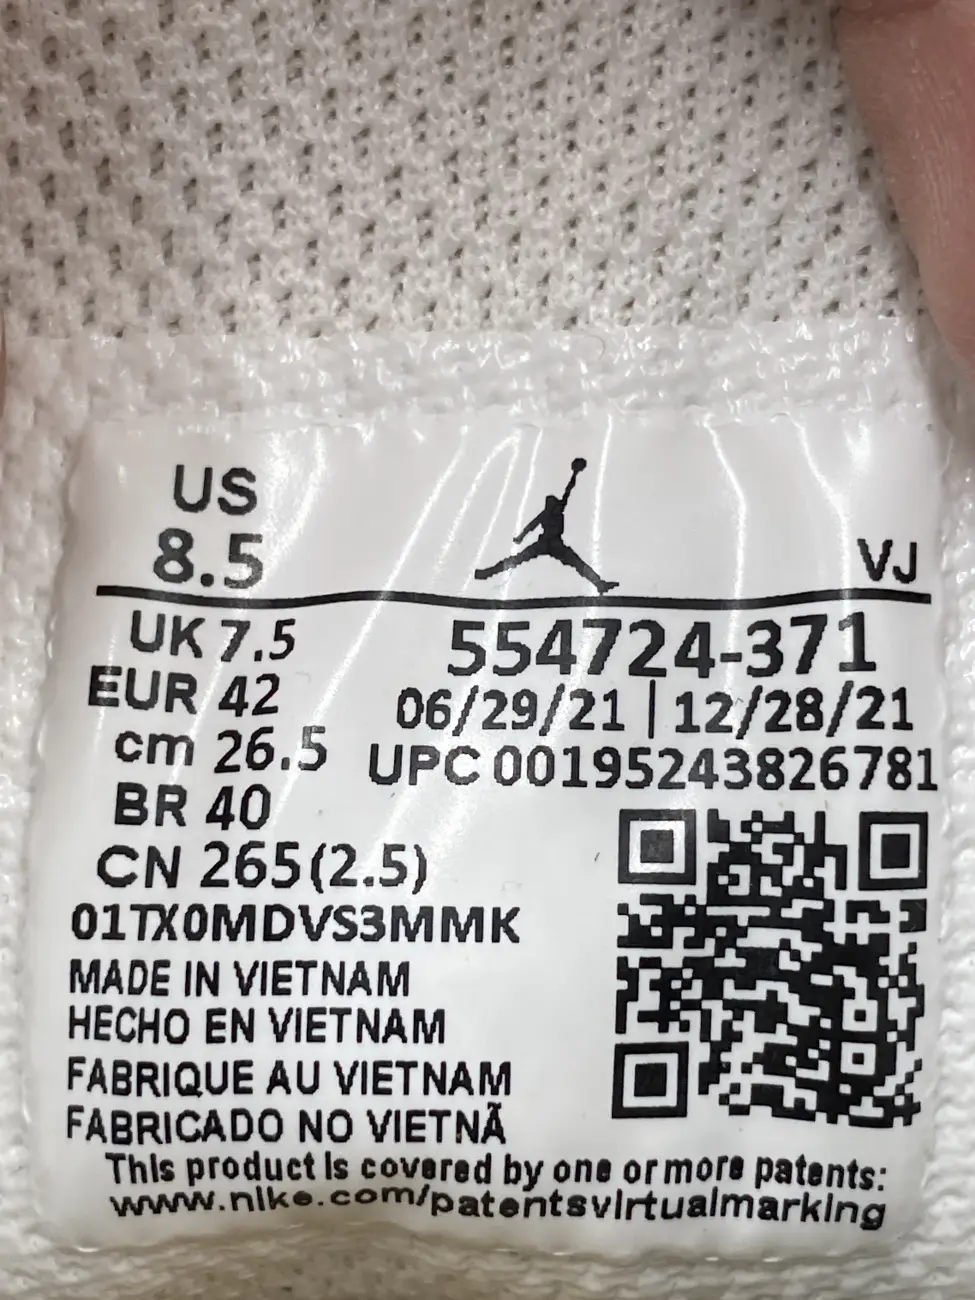 US
8.5
VJ
UK 7.5
554724-371
EUR 42
06/29/21 | 12/28/21
cm 26.5
UPC 00195243826781
BR 40
CN 265(2.5)
01TX0MDVS3MMK
MADE IN VIETNAM
HECHO EN VIETNAM
FABRIQUE AU VIETNAM
FABRICADO NO VIETNÃ
This product is covered by one or more patents:
www.nike.com/patentsvirtualmarking